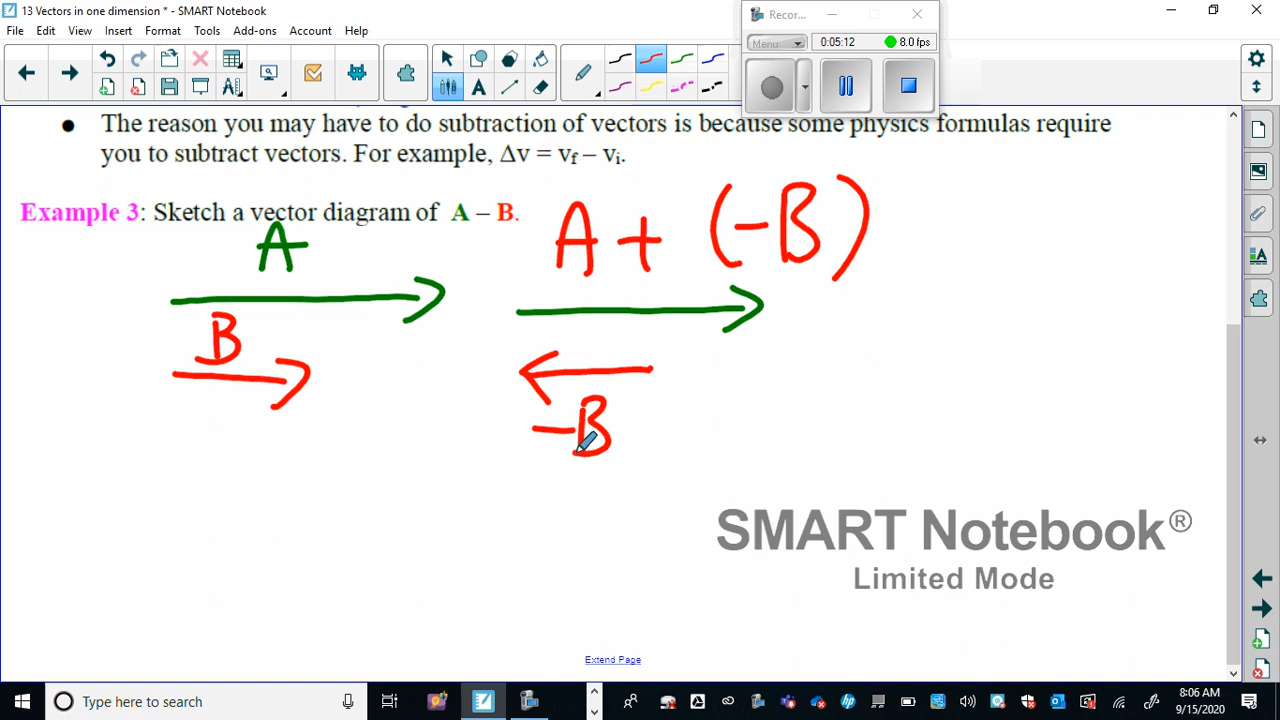 13 Vectors in one dimension * - SMART Notebook
File Edit View Insert Format Tools Add-ons Account Help
Recor...
Menu 0:05:12 8.0 fps
● The reason you may have to do subtraction of vectors is because some physics formulas require
you to subtract vectors. For example, Δv = vf – vi.
Example 3: Sketch a vector diagram of A – B.
A
A + (-B)
B
-B
SMART Notebook®
Limited Mode
Extend Page
Type here to search
8:06 AM
9/15/2020